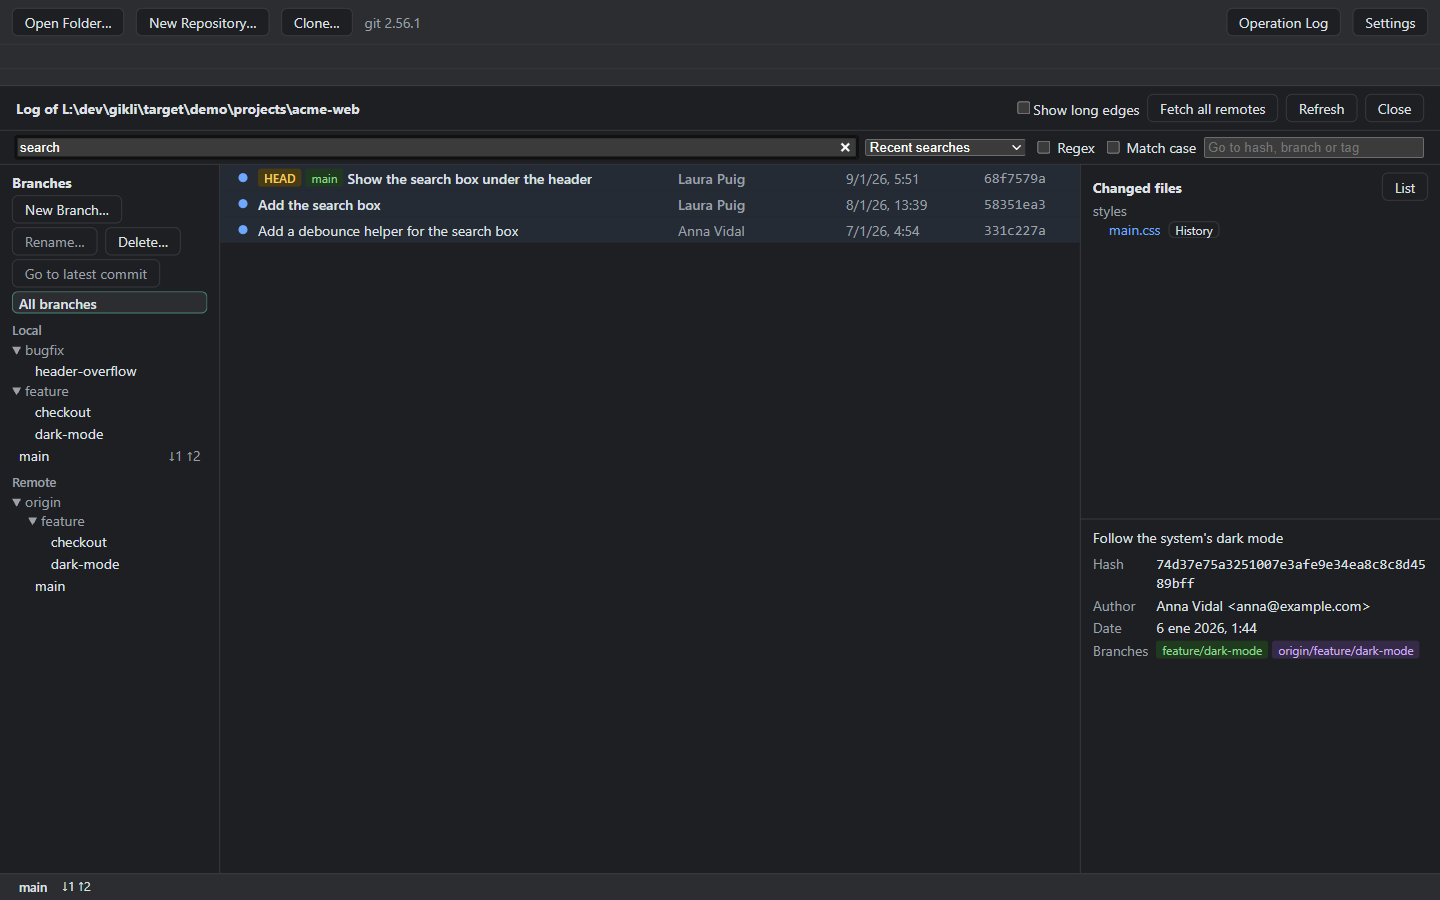 Open Folder... New Repository... Clone... git 2.56.1 Operation Log Settings
Log of L:\dev\gikli\target\demo\projects\acme-web Show long edges Fetch all remotes Refresh Close
search Recent searches Regex Match case Go to hash, branch or tag
Branches
New Branch...
Rename... Delete...
Go to latest commit
All branches
Local
bugfix
header-overflow
feature
checkout
dark-mode
main ↓1 ↑2
Remote
origin
feature
checkout
dark-mode
main
HEAD main Show the search box under the header Laura Puig 9/1/26, 5:51 68f7579a
Add the search box Laura Puig 8/1/26, 13:39 58351ea3
Add a debounce helper for the search box Anna Vidal 7/1/26, 4:54 331c227a
Changed files List
styles
main.css History
Follow the system's dark mode
Hash 74d37e75a3251007e3afe9e34ea8c8c8d45
89bff
Author Anna Vidal <anna@example.com>
Date 6 ene 2026, 1:44
Branches feature/dark-mode origin/feature/dark-mode
main ↓1 ↑2